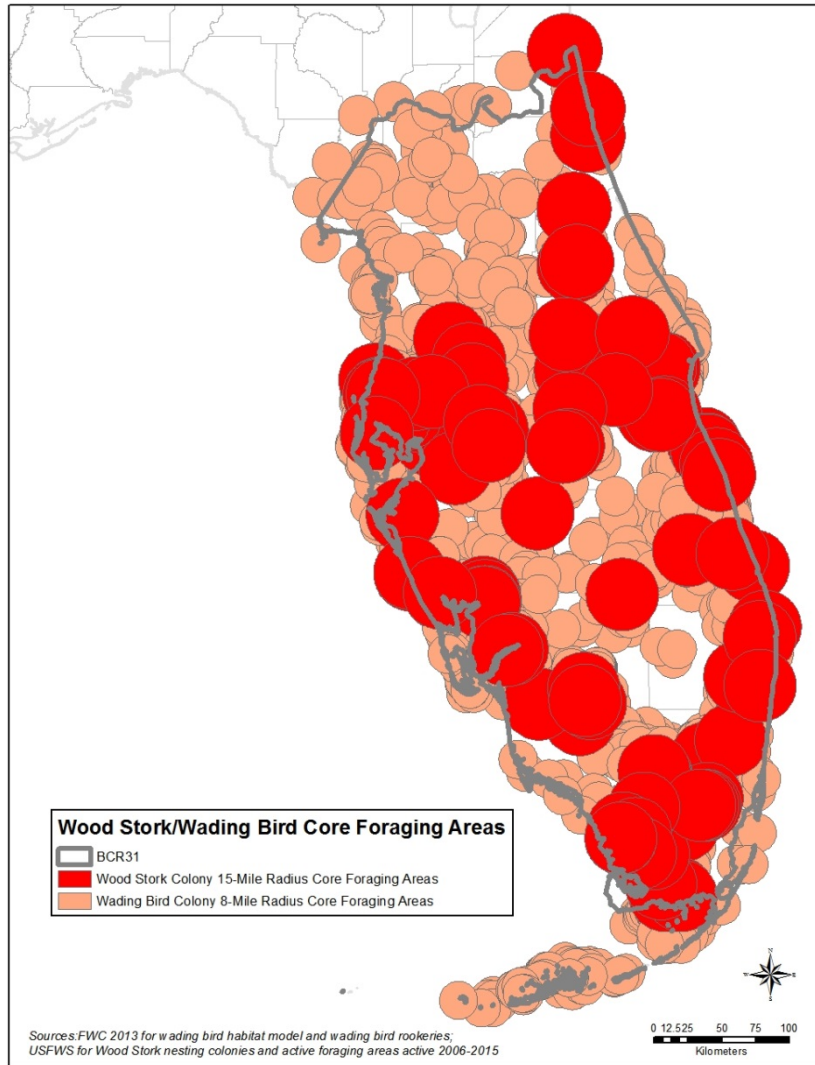 Wood Stork/Wading Bird Core Foraging Areas
BCR31
Wood Stork Colony 15-Mile Radius Core Foraging Areas
Wading Bird Colony 8-Mile Radius Core Foraging Areas
N
W E
S
Sources:FWC 2013 for wading bird habitat model and wading bird rookeries;
USFWS for Wood Stork nesting colonies and active foraging areas active 2006-2015
0 12.525 50 75 100
Kilometers